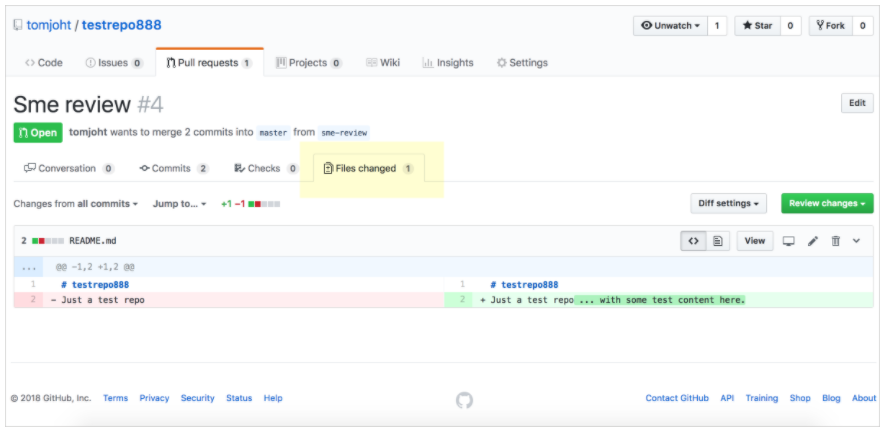 tomjoht / testrepo888 Unwatch 1 Star 0 Fork 0
Code Issues 0 Pull requests 1 Projects 0 Wiki Insights Settings
Sme review #4 Edit
Open tomjoht wants to merge 2 commits into master from sme-review
Conversation 0 Commits 2 Checks 0 Files changed 1
Changes from all commits Jump to... +1 −1 Diff settings Review changes
2 README.md <> View
... @@ -1,2 +1,2 @@
1 # testrepo888 1 # testrepo888
2 - Just a test repo 2 + Just a test repo ... with some test content here.
© 2018 GitHub, Inc. Terms Privacy Security Status Help Contact GitHub API Training Shop Blog About